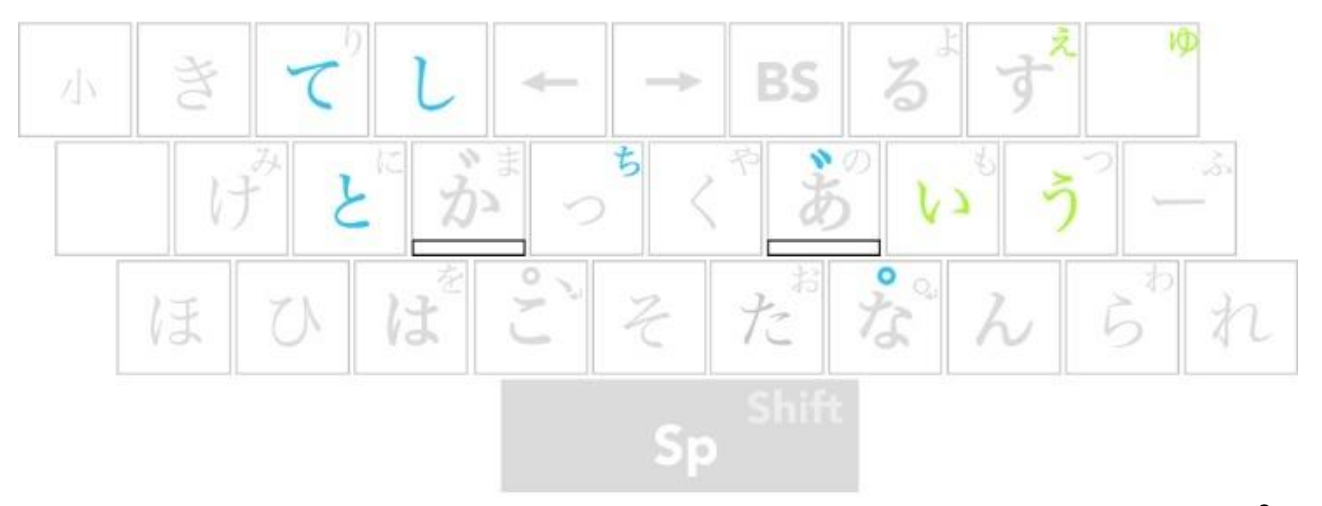 小 き てり し ← → BS るよ すえ ゆ
けみ とに が゛ま っち くや あ゛の いも うつ ーふ
ほ ひ はを こ゜、゛ そ たお な゜。゛ ん らわ れ
Sp Shift